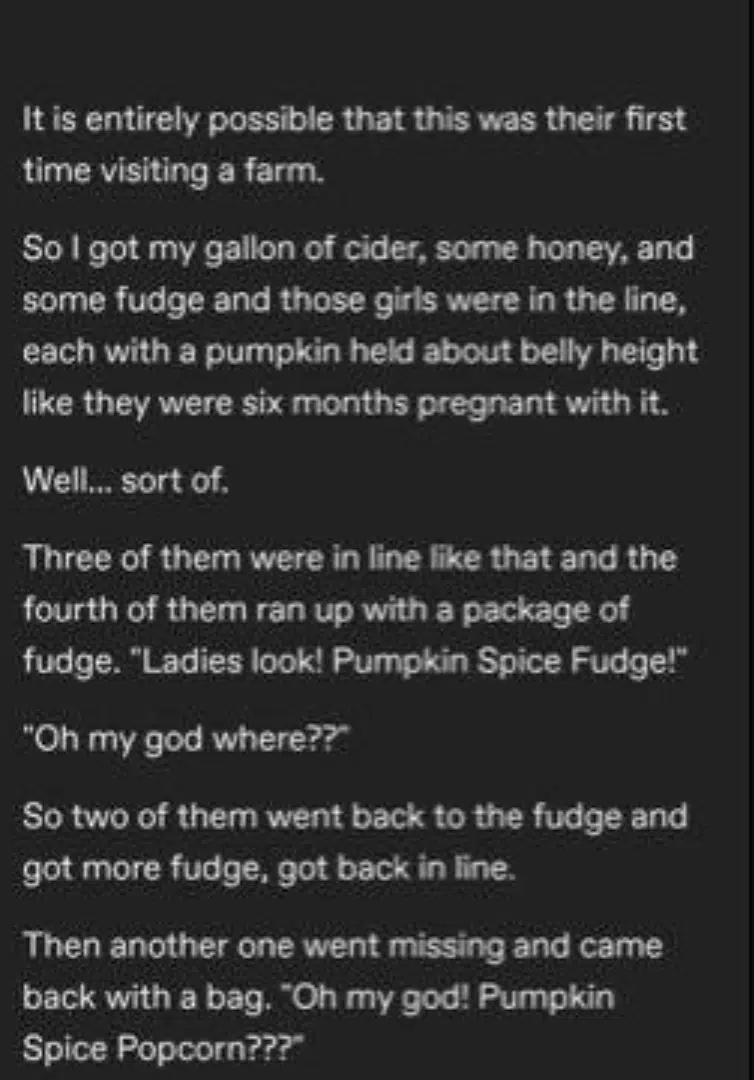 It is entirely possible that this was their first
time visiting a farm.
So I got my gallon of cider, some honey, and
some fudge and those girls were in the line,
each with a pumpkin held about belly height
like they were six months pregnant with it.
Well... sort of.
Three of them were in line like that and the
fourth of them ran up with a package of
fudge. "Ladies look! Pumpkin Spice Fudge!"
"Oh my god where??"
So two of them went back to the fudge and
got more fudge, got back in line.
Then another one went missing and came
back with a bag. "Oh my god! Pumpkin
Spice Popcorn???"